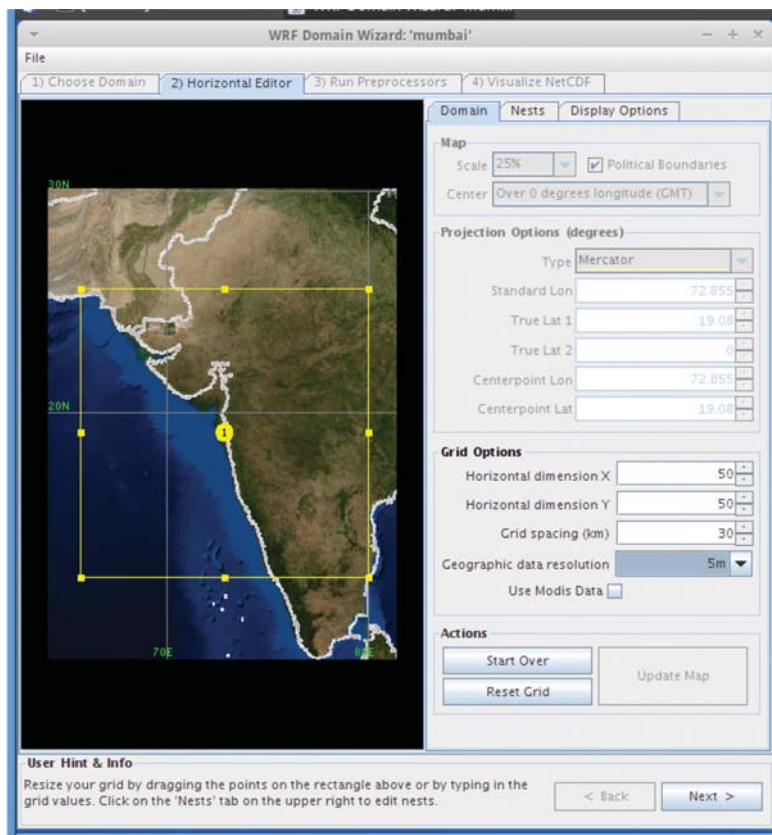 WRF Domain Wizard: 'mumbai'
File
1) Choose Domain 2) Horizontal Editor 3) Run Preprocessors 4) Visualize NetCDF
Domain Nests Display Options
Map
Scale 25% Political Boundaries
Center Over 0 degrees longitude (GMT)
Projection Options (degrees)
Type Mercator
Standard Lon 72.855
True Lat 1 19.08
True Lat 2 0
Centerpoint Lon 72.855
Centerpoint Lat 19.08
Grid Options
Horizontal dimension X 50
Horizontal dimension Y 50
Grid spacing (km) 30
Geographic data resolution 5m
Use Modis Data
Actions
Start Over
Reset Grid
Update Map
30N
20N
1
70E
User Hint & Info
Resize your grid by dragging the points on the rectangle above or by typing in the
grid values. Click on the 'Nests' tab on the upper right to edit nests.
< Back Next >